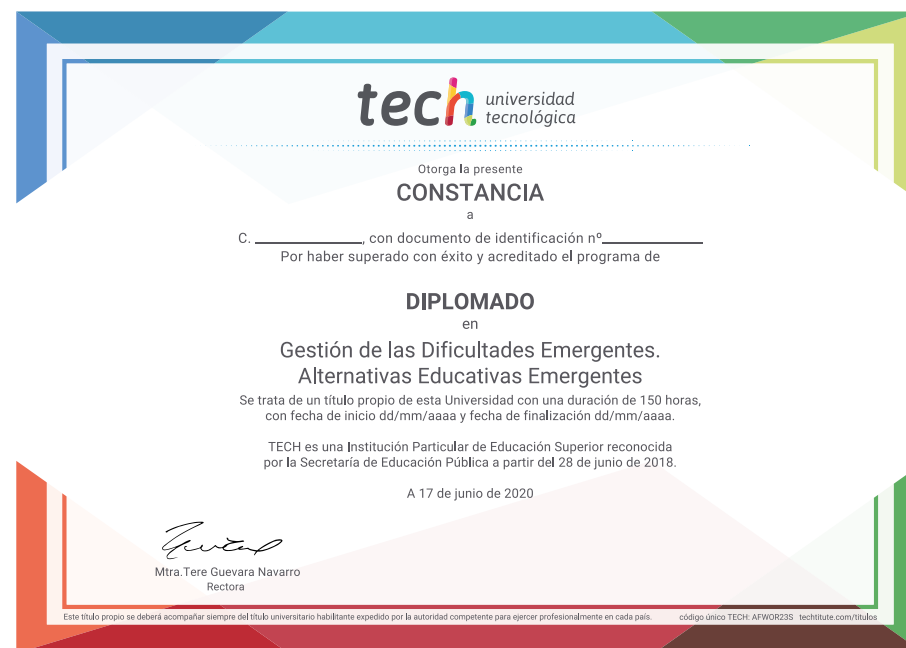 tech universidad
tecnológica
Otorga la presente
CONSTANCIA
a
C. ____________, con documento de identificación nº____________
Por haber superado con éxito y acreditado el programa de
DIPLOMADO
en
Gestión de las Dificultades Emergentes.
Alternativas Educativas Emergentes
Se trata de un título propio de esta Universidad con una duración de 150 horas,
con fecha de inicio dd/mm/aaaa y fecha de finalización dd/mm/aaaa.
TECH es una Institución Particular de Educación Superior reconocida
por la Secretaría de Educación Pública a partir del 28 de junio de 2018.
A 17 de junio de 2020
Mtra.Tere Guevara Navarro
Rectora
Este título propio se deberá acompañar siempre del título universitario habilitante expedido por la autoridad competente para ejercer profesionalmente en cada país. código único TECH: AFWOR23S techtitute.com/titulos